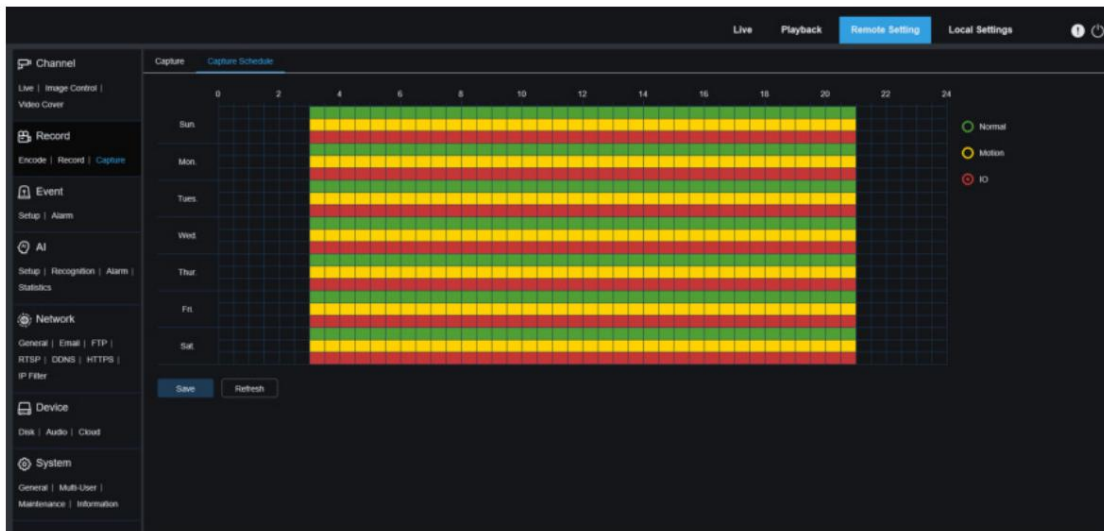 Live Playback Remote Setting Local Settings
Channel
Live | Image Control |
Video Cover
Record
Encode | Record | Capture
Event
Setup | Alarm
AI
Setup | Recognition | Alarm |
Statistics
Network
General | Email | FTP |
RTSP | DDNS | HTTPS |
IP Filter
Device
Disk | Audio | Cloud
System
General | Multi-User |
Maintenance | Information
Capture Capture Schedule
0 2 4 6 8 10 12 14 16 18 20 22 24
Sun.
Mon.
Tues.
Wed.
Thur.
Fri.
Sat.
Normal
Motion
IO
Save Refresh